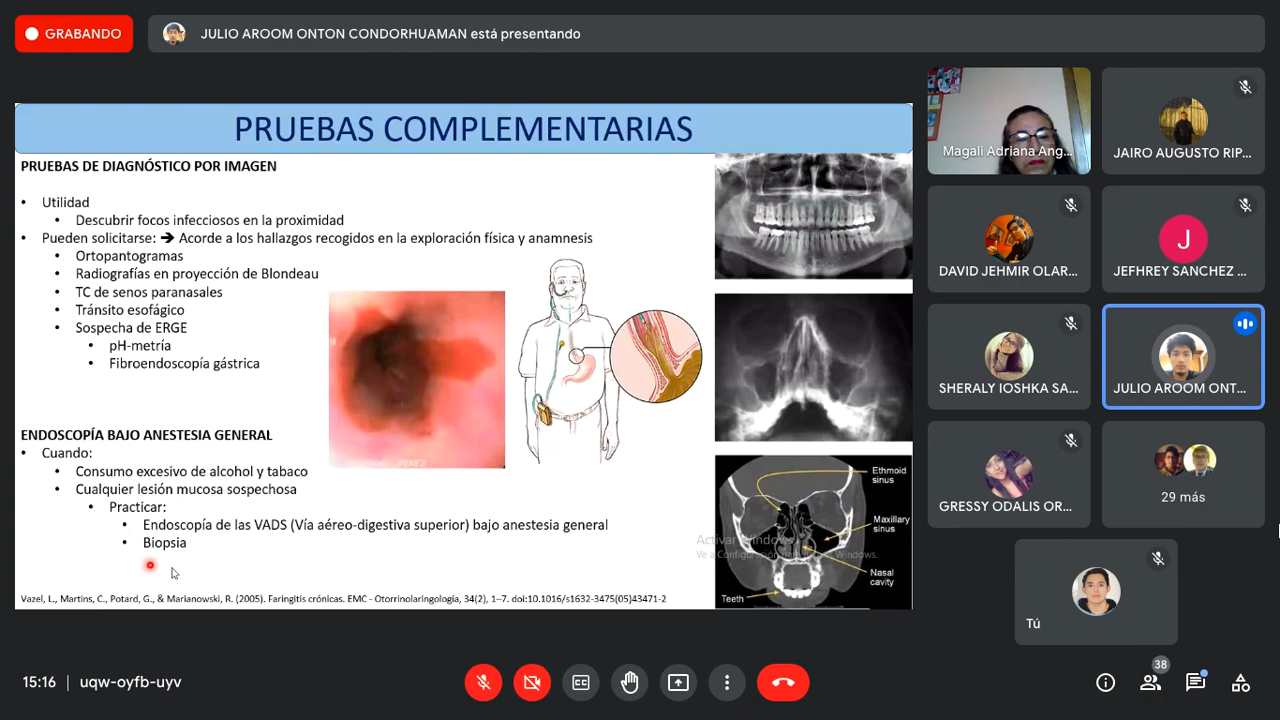 GRABANDO
JULIO AROOM ONTON CONDORHUAMAN está presentando
PRUEBAS COMPLEMENTARIAS
PRUEBAS DE DIAGNÓSTICO POR IMAGEN
• Utilidad
• Descubrir focos infecciosos en la proximidad
• Pueden solicitarse: ➔ Acorde a los hallazgos recogidos en la exploración física y anamnesis
• Ortopantogramas
• Radiografías en proyección de Blondeau
• TC de senos paranasales
• Tránsito esofágico
• Sospecha de ERGE
• pH-metría
• Fibroendoscopía gástrica
ENDOSCOPÍA BAJO ANESTESIA GENERAL
• Cuando:
• Consumo excesivo de alcohol y tabaco
• Cualquier lesión mucosa sospechosa
• Practicar:
• Endoscopía de las VADS (Vía aéreo-digestiva superior) bajo anestesia general
• Biopsia
Vazel, L., Martins, C., Potard, G., & Marianowski, R. (2005). Faringitis crónicas. EMC - Otorrinolaringología, 34(2), 1–7. doi:10.1016/s1632-3475(05)43471-2
Ethmoid
sinus
Maxillary
sinus
Nasal
cavity
Teeth
Activar Windows
Ve a Configuración para activar Windows.
Magali Adriana Ang...
JAIRO AUGUSTO RIP...
DAVID JEHMIR OLAR...
J
JEFHREY SANCHEZ ...
SHERALY IOSHKA SA...
JULIO AROOM ONT...
GRESSY ODALIS OR...
29 más
Tú
15:16 | uqw-oyfb-uyv
38